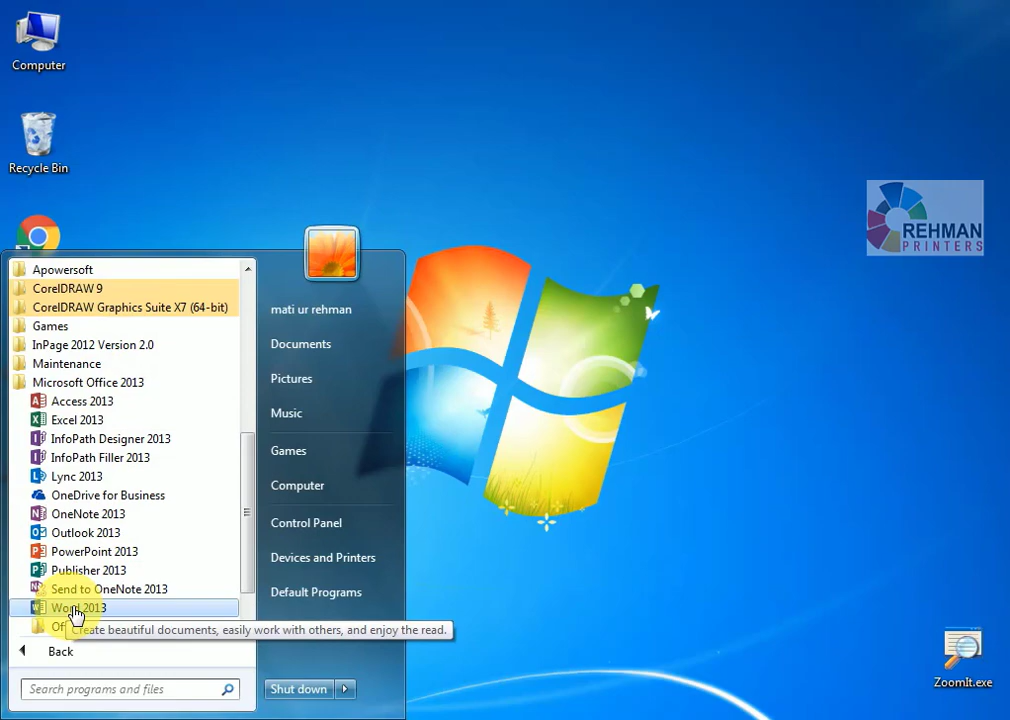 Computer
Recycle Bin
REHMAN
PRINTERS
Apowersoft
CorelDRAW 9
CorelDRAW Graphics Suite X7 (64-bit)
Games
InPage 2012 Version 2.0
Maintenance
Microsoft Office 2013
Access 2013
Excel 2013
InfoPath Designer 2013
InfoPath Filler 2013
Lync 2013
OneDrive for Business
OneNote 2013
Outlook 2013
PowerPoint 2013
Publisher 2013
Send to OneNote 2013
Word 2013
Create beautiful documents, easily work with others, and enjoy the read.
Back
Search programs and files
mati ur rehman
Documents
Pictures
Music
Games
Computer
Control Panel
Devices and Printers
Default Programs
Shut down
ZoomIt.exe